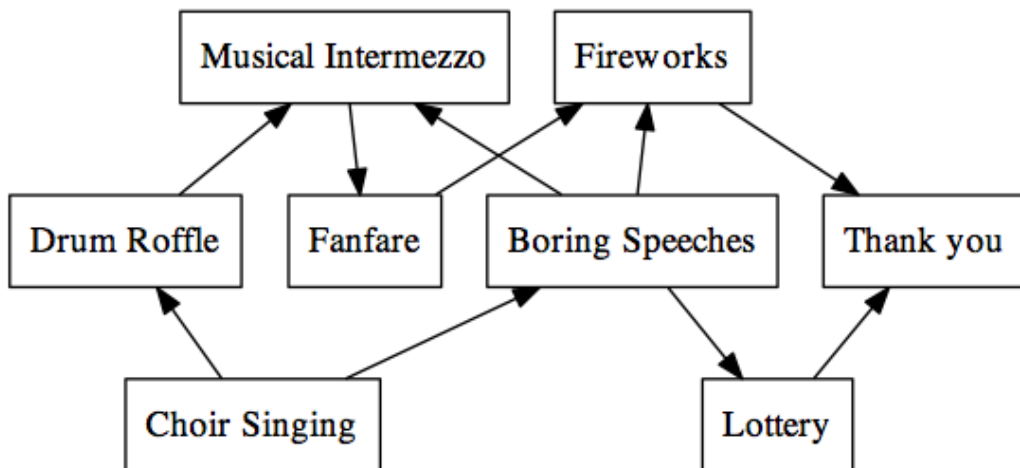 Musical Intermezzo
Fireworks
Drum Roffle
Fanfare
Boring Speeches
Thank you
Choir Singing
Lottery